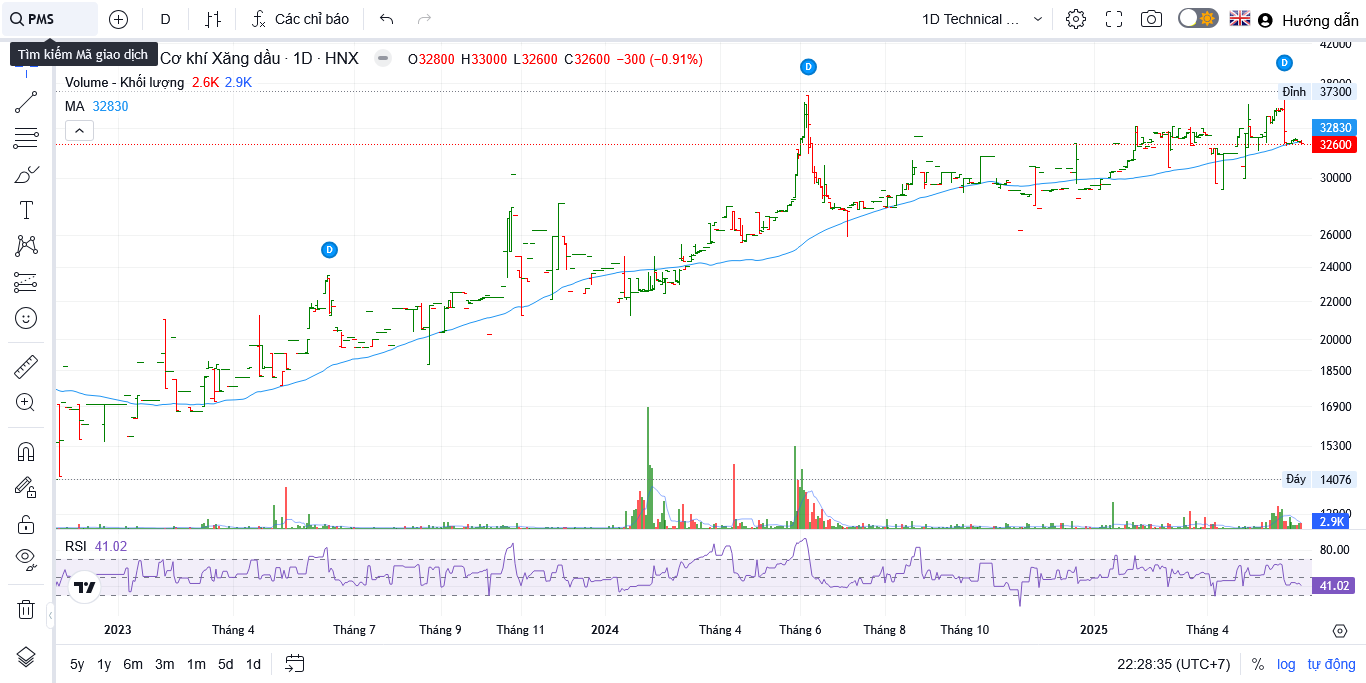 PMS D Các chỉ báo 1D Technical ... Hướng dẫn
Tìm kiếm Mã giao dịch
Cơ khí Xăng dầu · 1D · HNX O32800 H33000 L32600 C32600 −300 (−0.91%)
Volume - Khối lượng 2.6K 2.9K
MA 32830
D
D
D
42000
38000
Đỉnh 37300
32830
32600
30000
26000
24000
22000
20000
18500
16900
15300
Đáy 14076
2.9K
RSI 41.02
80.00
41.02
2023 Tháng 4 Tháng 7 Tháng 9 Tháng 11 2024 Tháng 4 Tháng 6 Tháng 8 Tháng 10 2025 Tháng 4
5y 1y 6m 3m 1m 5d 1d 22:28:35 (UTC+7) % log tự động